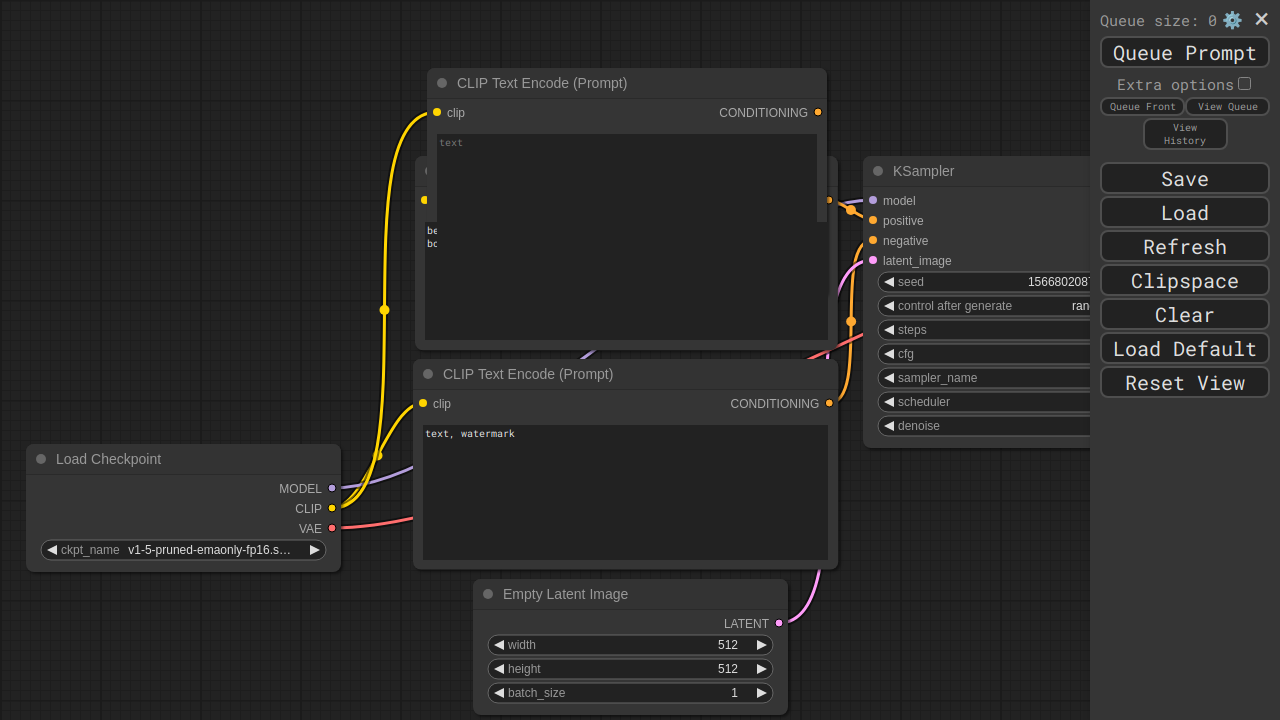 Queue size: 0
Queue Prompt
Extra options
Queue Front
View Queue
View
History
Save
Load
Refresh
Clipspace
Clear
Load Default
Reset View
CLIP Text Encode (Prompt)
clip
CONDITIONING
text
be
bo
CLIP Text Encode (Prompt)
clip
CONDITIONING
text, watermark
KSampler
model
positive
negative
latent_image
seed 1566802087
control after generate ran
steps
cfg
sampler_name
scheduler
denoise
Load Checkpoint
MODEL
CLIP
VAE
ckpt_name v1-5-pruned-emaonly-fp16.s…
Empty Latent Image
LATENT
width 512
height 512
batch_size 1